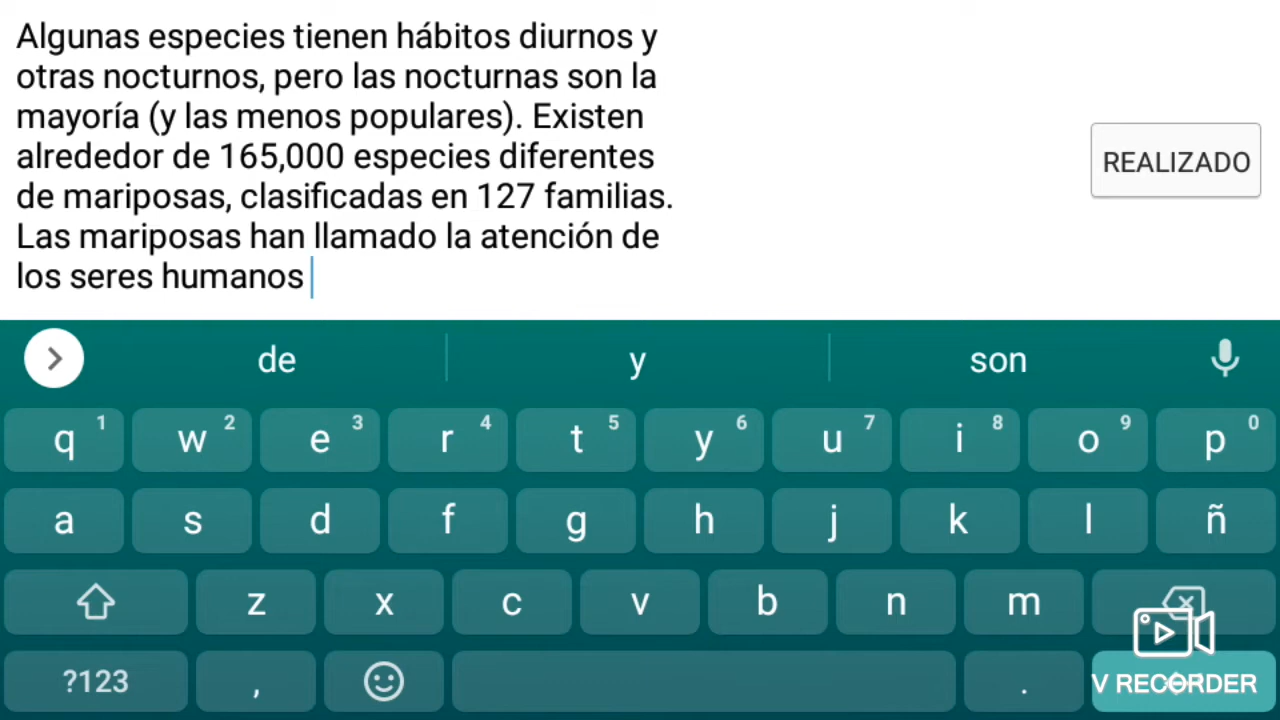 Algunas especies tienen hábitos diurnos y
otras nocturnos, pero las nocturnas son la
mayoría (y las menos populares). Existen
alrededor de 165,000 especies diferentes
de mariposas, clasificadas en 127 familias.
Las mariposas han llamado la atención de
los seres humanos
REALIZADO
de y son
q 1 w 2 e 3 r 4 t 5 y 6 u 7 i 8 o 9 p 0
a s d f g h j k l ñ
z x c v b n m
?123 , .
V RECORDER